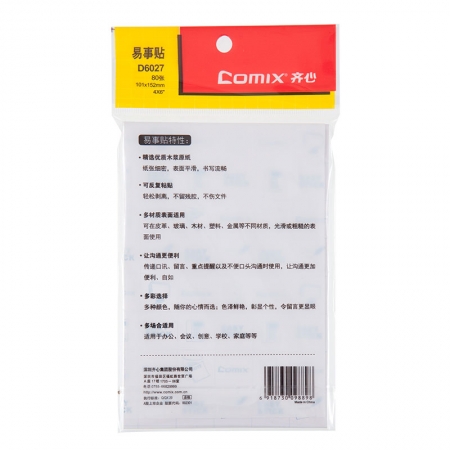 易事贴
D6027
80张
101x152mm
4X6"
Comix 齐心
易事贴特性：
·精选优质木浆原纸
纸张细密，表面平滑，书写流畅
·可反复粘贴
轻松剥离，不留残胶，不伤文件
·多材质表面适用
可在皮革、玻璃、木材、塑料、金属等不同材质，光滑或粗糙的表
面使用
·让沟通更便利
传递口讯、留言、重点提醒以及不便口头沟通时使用，让沟通更加
便利、自如
·多彩选择
多种颜色，随你的心情而选；色泽鲜艳，彰显个性，令留言更显眼
·多场合适用
适用于办公、会议、创意、学校、家庭等等
深圳齐心集团股份有限公司
www.comix.com.cn
Comix
6 918730 098898
Made in China